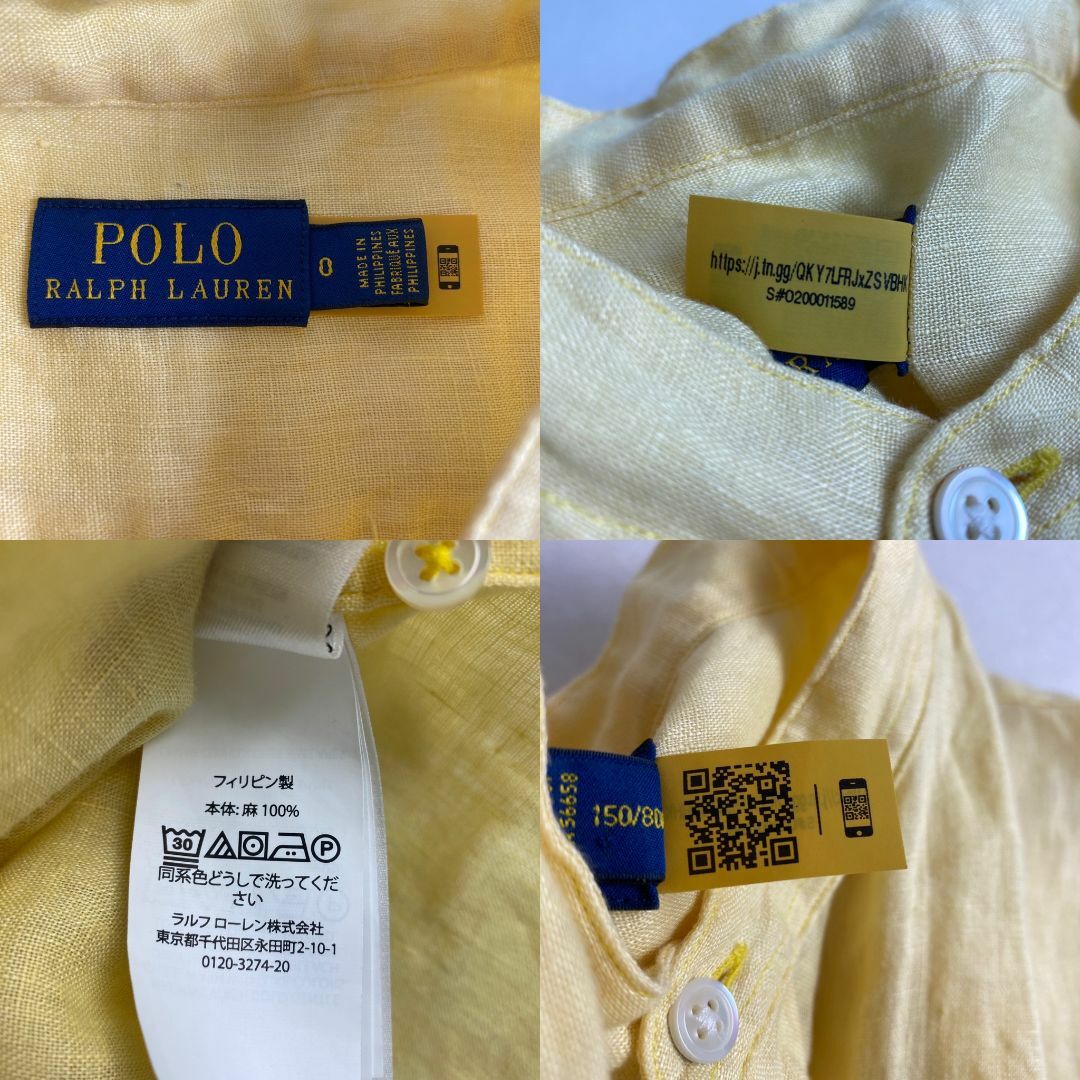 POLO
RALPH LAUREN
0
MADE IN
PHILIPPINES
FABRIQUÉ AUX
PHILIPPINES
https://j.tn.gg/QKY7LFRJxZSVBHK
S#0200011589
フィリピン製
本体: 麻 100%
30
P
同系色どうしで洗ってくだ
さい
ラルフ ローレン株式会社
東京都千代田区永田町2-10-1
0120-3274-20
56658
150/80